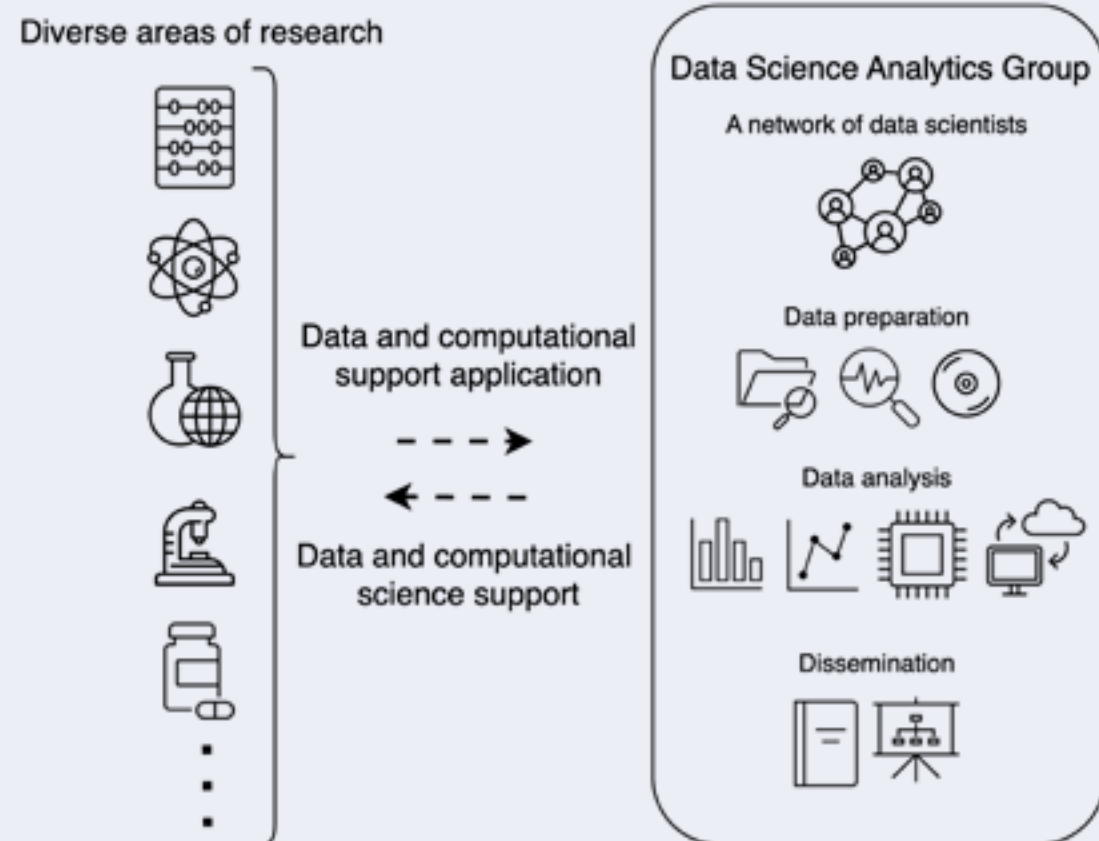 Diverse areas of research
Data and computational
support application
Data and computational
science support
Data Science Analytics Group
A network of data scientists
Data preparation
Data analysis
Dissemination